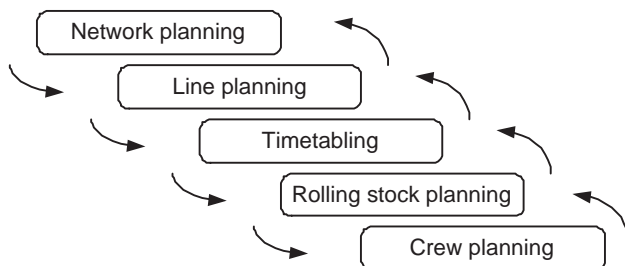 Network planning
Line planning
Timetabling
Rolling stock planning
Crew planning